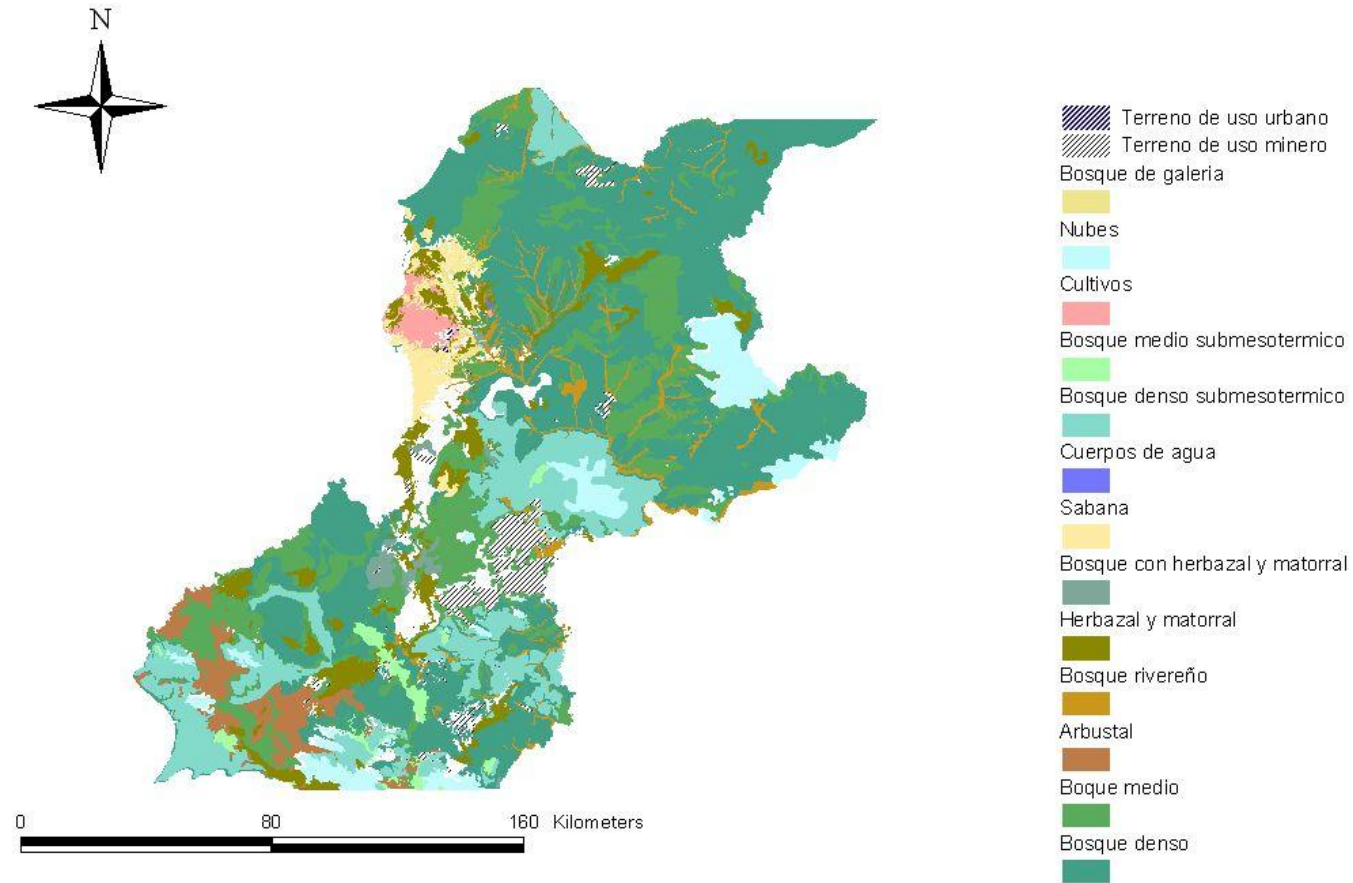 N
Terreno de uso urbano
Terreno de uso minero
Bosque de galeria
Nubes
Cultivos
Bosque medio submesotermico
Bosque denso submesotermico
Cuerpos de agua
Sabana
Bosque con herbazal y matorral
Herbazal y matorral
Bosque rivereño
Arbustal
Boque medio
Bosque denso
0 80 160 Kilometers